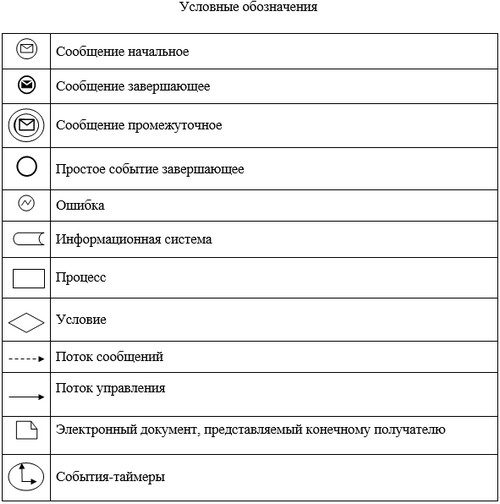 Условные обозначения
Сообщение начальное
Сообщение завершающее
Сообщение промежуточное
Простое событие завершающее
Ошибка
Информационная система
Процесс
Условие
Поток сообщений
Поток управления
Электронный документ, представляемый конечному получателю
События-таймеры